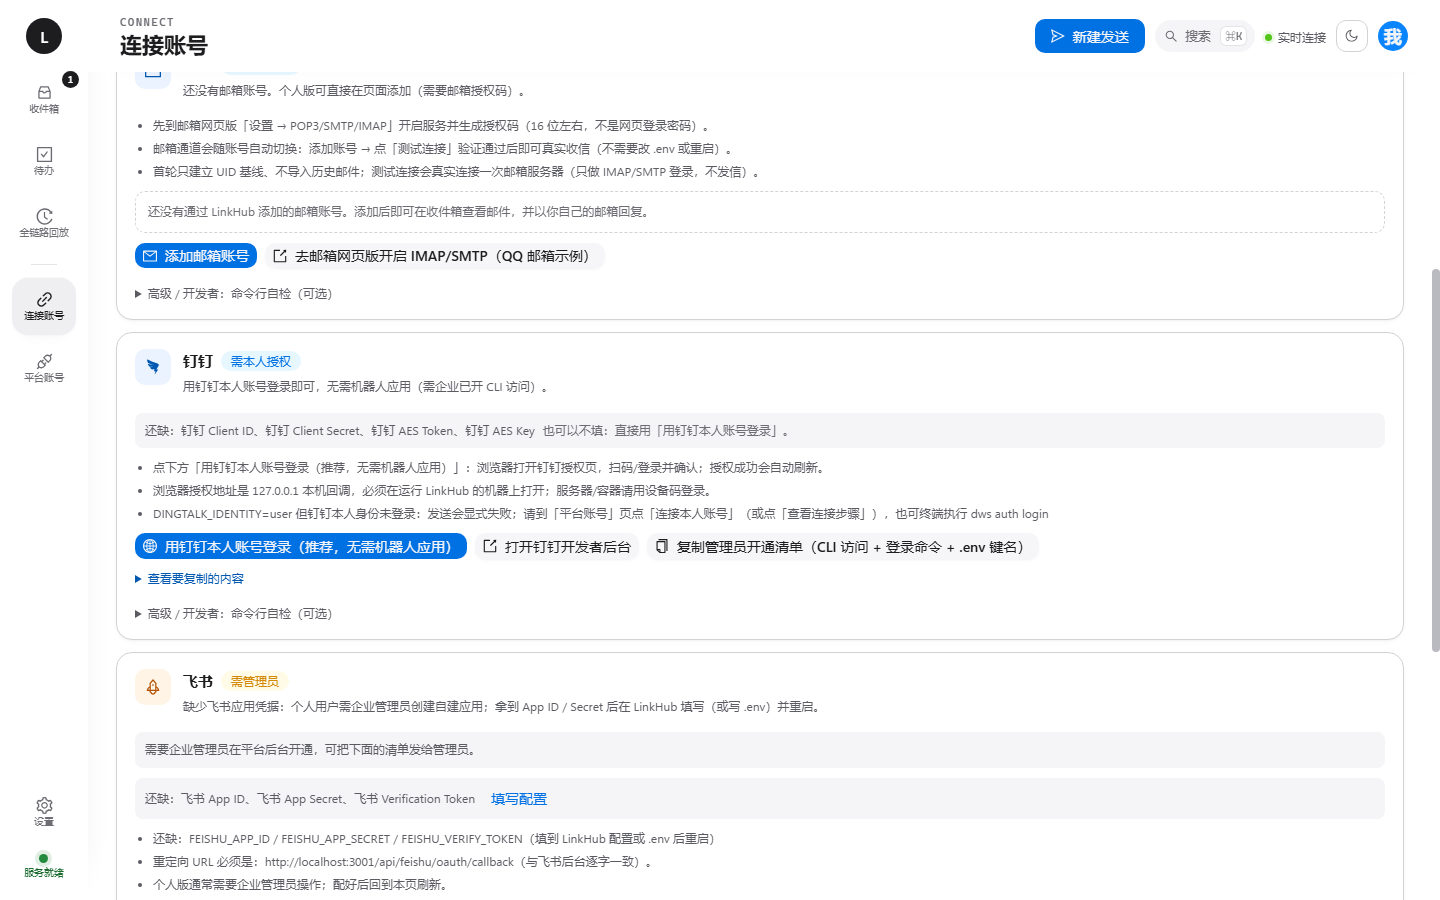 L
CONNECT
连接账号
新建发送
搜索
⌘K
实时连接
我
1
收件箱
待办
全链路回放
连接账号
平台账号
设置
服务就绪
还没有邮箱账号。个人版可直接在页面添加（需要邮箱授权码）。
• 先到邮箱网页版「设置 → POP3/SMTP/IMAP」开启服务并生成授权码（16 位左右，不是网页登录密码）。
• 邮箱通道会随账号自动切换：添加账号 → 点「测试连接」验证通过后即可真实收信（不需要改 .env 或重启）。
• 首轮只建立 UID 基线、不导入历史邮件；测试连接会真实连接一次邮箱服务器（只做 IMAP/SMTP 登录，不发信）。
还没有通过 LinkHub 添加的邮箱账号。添加后即可在收件箱查看邮件，并以你自己的邮箱回复。
添加邮箱账号
去邮箱网页版开启 IMAP/SMTP（QQ 邮箱示例）
▶ 高级 / 开发者：命令行自检（可选）
钉钉
需本人授权
用钉钉本人账号登录即可，无需机器人应用（需企业已开 CLI 访问）。
还缺：钉钉 Client ID、钉钉 Client Secret、钉钉 AES Token、钉钉 AES Key 也可以不填：直接用「用钉钉本人账号登录」。
• 点下方「用钉钉本人账号登录（推荐，无需机器人应用）」：浏览器打开钉钉授权页，扫码/登录并确认；授权成功会自动刷新。
• 浏览器授权地址是 127.0.0.1 本机回调，必须在运行 LinkHub 的机器上打开；服务器/容器请用设备码登录。
• DINGTALK_IDENTITY=user 但钉钉本人身份未登录：发送会显式失败；请到「平台账号」页点「连接本人账号」（或点「查看连接步骤」），也可终端执行 dws auth login
用钉钉本人账号登录（推荐，无需机器人应用）
打开钉钉开发者后台
复制管理员开通清单（CLI 访问 + 登录命令 + .env 键名）
▶ 查看要复制的内容
▶ 高级 / 开发者：命令行自检（可选）
飞书
需管理员
缺少飞书应用凭据：个人用户需企业管理员创建自建应用；拿到 App ID / Secret 后在 LinkHub 填写（或写 .env）并重启。
需要企业管理员在平台后台开通，可把下面的清单发给管理员。
还缺：飞书 App ID、飞书 App Secret、飞书 Verification Token
填写配置
• 还缺：FEISHU_APP_ID / FEISHU_APP_SECRET / FEISHU_VERIFY_TOKEN（填到 LinkHub 配置或 .env 后重启）
• 重定向 URL 必须是：http://localhost:3001/api/feishu/oauth/callback（与飞书后台逐字一致）。
• 个人版通常需要企业管理员操作；配好后回到本页刷新。